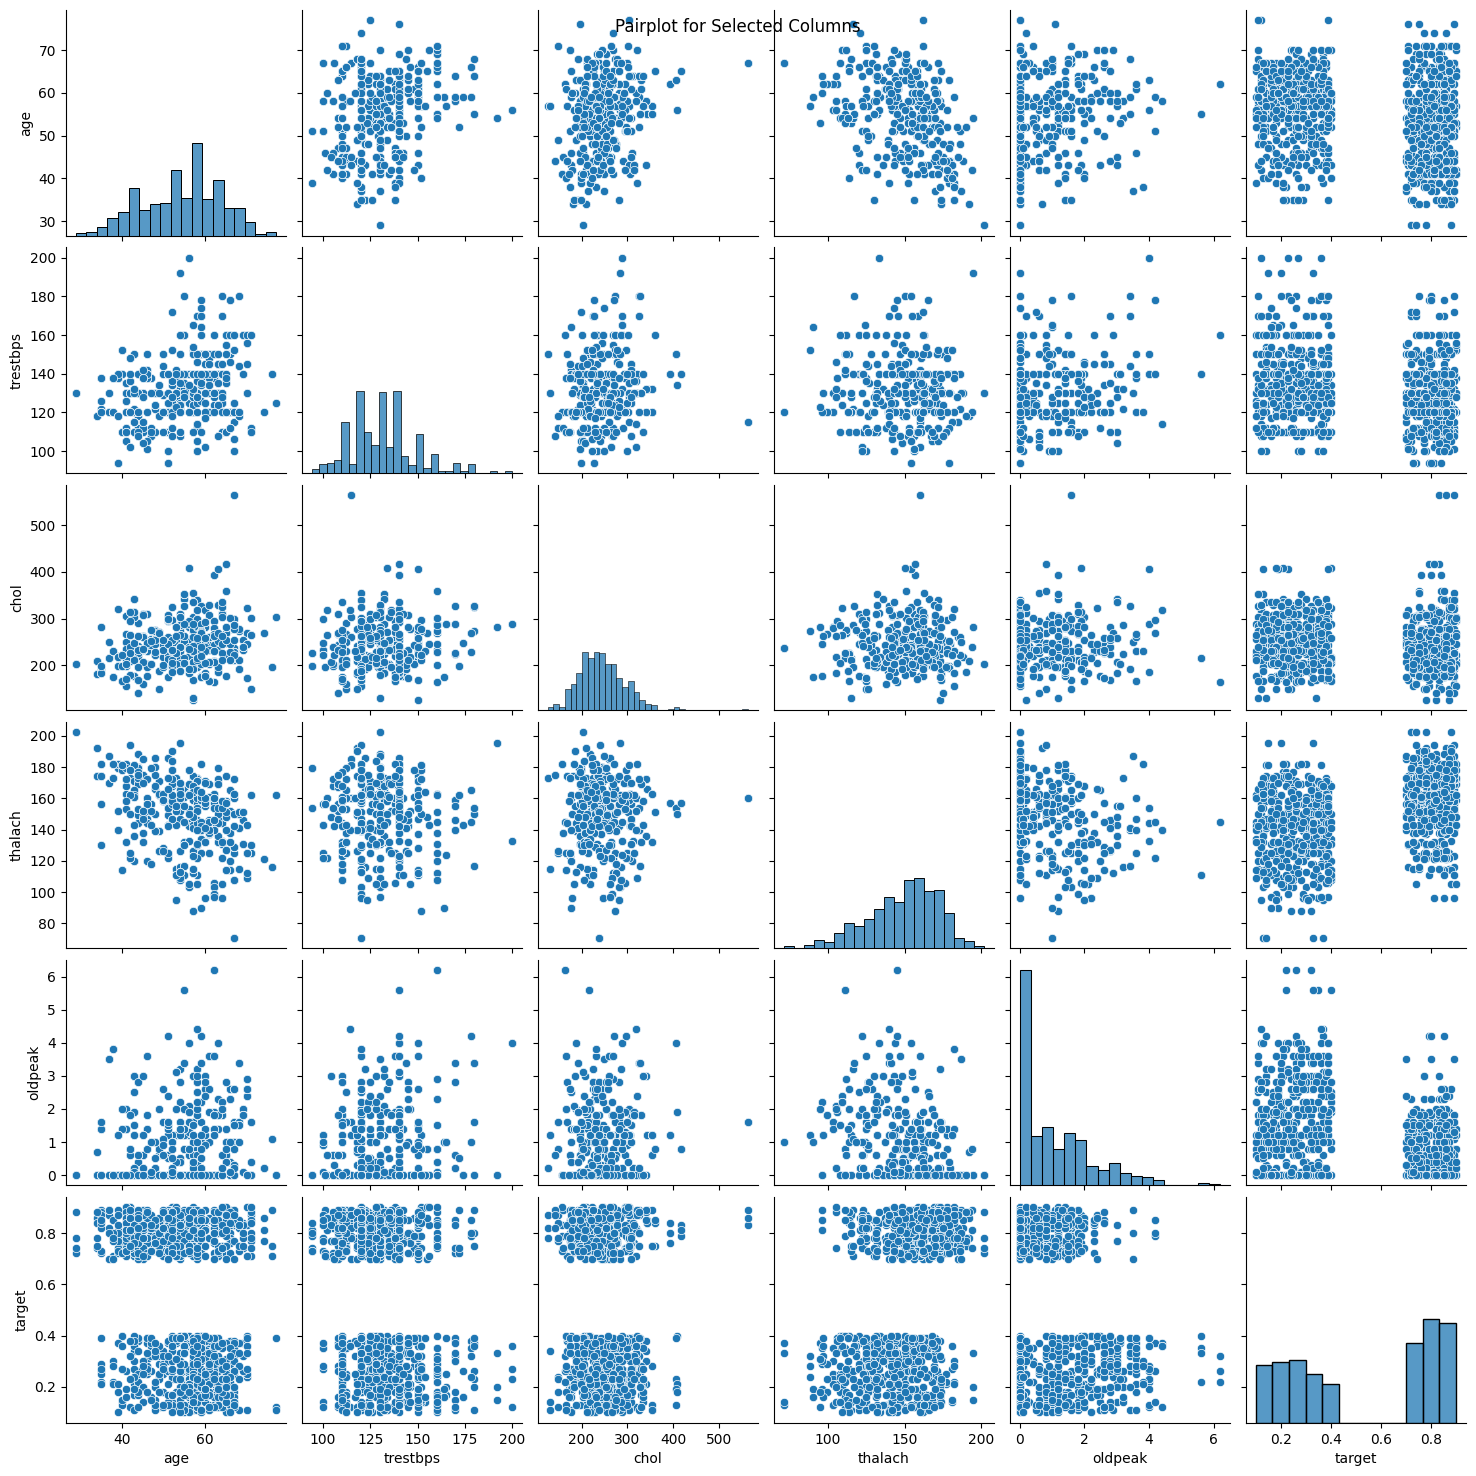 Pairplot for Selected Columns
70
60
50
40
30
age
200
180
160
140
120
100
trestbps
500
400
300
200
chol
200
180
160
140
120
100
80
thalach
6
5
4
3
2
1
0
oldpeak
0.8
0.6
0.4
0.2
target
40 60
100 125 150 175 200
200 300 400 500
100 150 200
0 2 4 6
0.2 0.4 0.6 0.8
age trestbps chol thalach oldpeak target